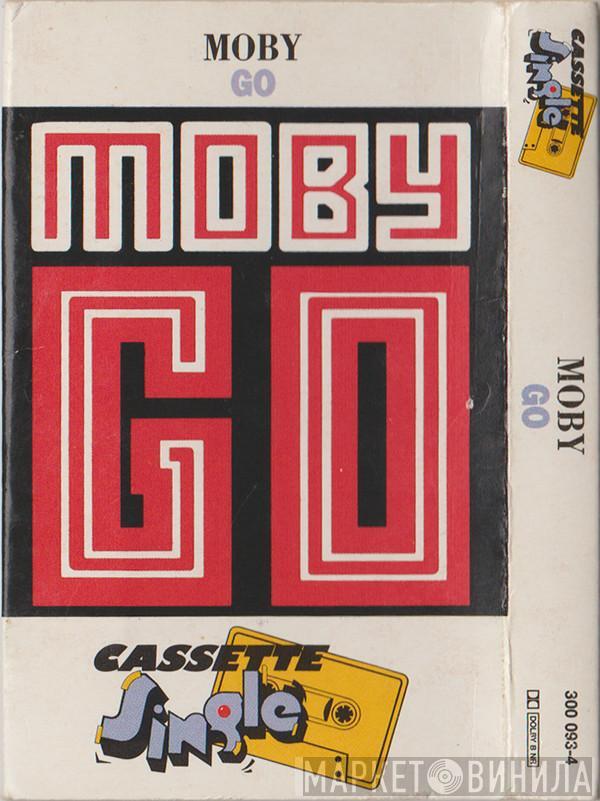 MOBY
GO
MOBY
GO
CASSETTE
Single
CASSETTE
Single
MOBY
GO
DOLBY B NR
300 093-4
МАРКЕТ ВИНИЛА